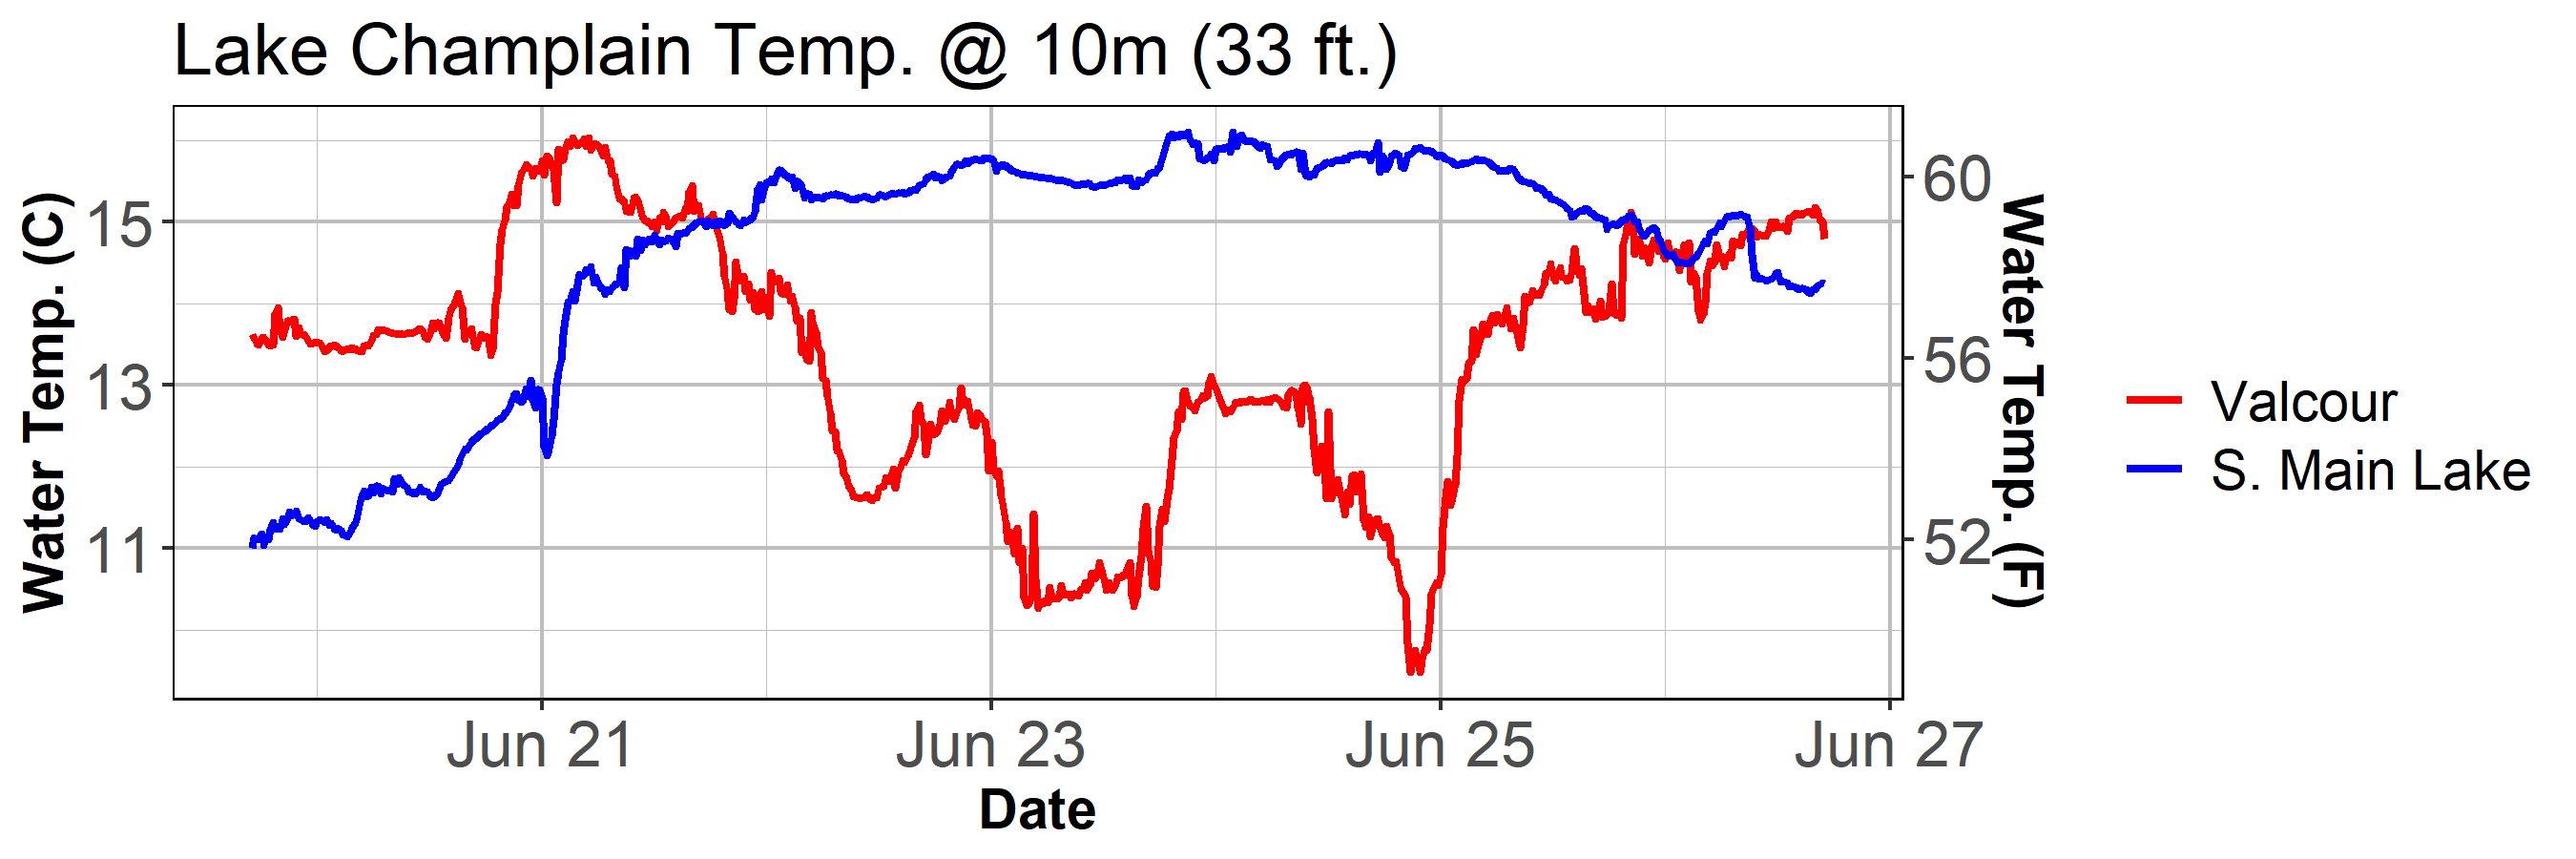 Lake Champlain Temp. @ 10m (33 ft.)
Water Temp. (C)
15
13
11
60
56
52
Water Temp. (F)
Jun 21
Jun 23
Jun 25
Jun 27
Date
Valcour
S. Main Lake